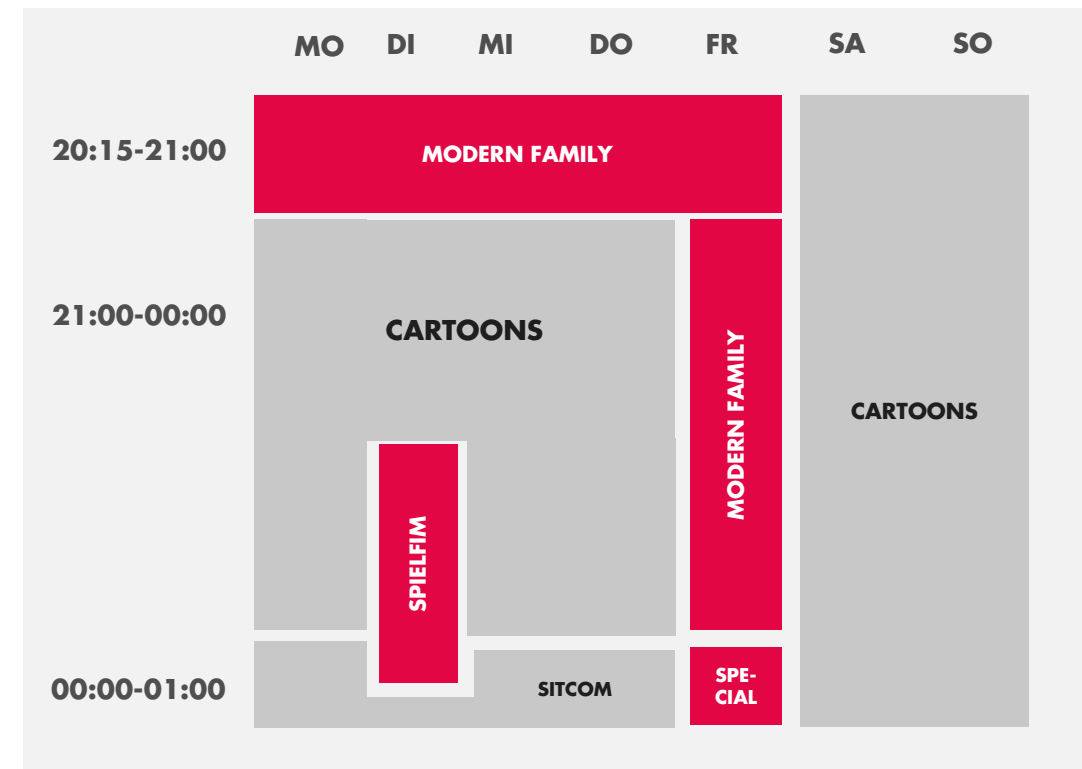 MO DI MI DO FR SA SO
20:15-21:00
MODERN FAMILY
21:00-00:00
CARTOONS
MODERN FAMILY
CARTOONS
SPIELFIM
00:00-01:00
SITCOM
SPE-
CIAL